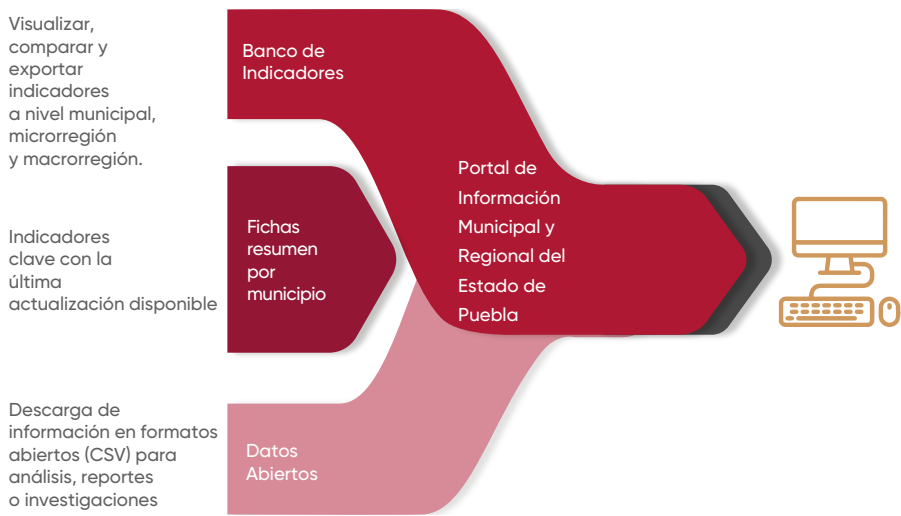 Visualizar,
comparar y
exportar
indicadores
a nivel municipal,
microrregión
y macrorregión.
Banco de
Indicadores
Indicadores
clave con la
última
actualización disponible
Fichas
resumen
por
municipio
Descarga de
información en formatos
abiertos (CSV) para
análisis, reportes
o investigaciones
Datos
Abiertos
Portal de
Información
Municipal y
Regional del
Estado de
Puebla